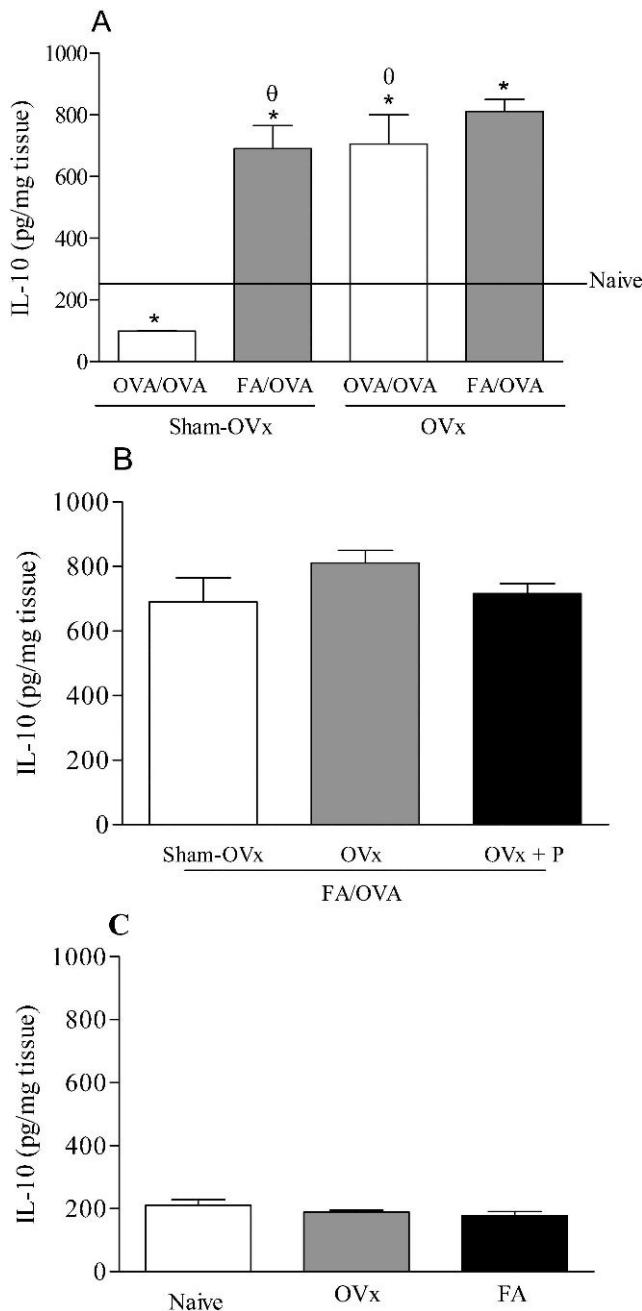 A
IL-10 (pg/mg tissue)
1000
800
600
400
200
0
θ
*
0
*
*
*
Naive
OVA/OVA FA/OVA OVA/OVA FA/OVA
Sham-OVx OVx
B
IL-10 (pg/mg tissue)
1000
800
600
400
200
0
Sham-OVx OVx OVx + P
FA/OVA
C
IL-10 (pg/mg tissue)
1000
800
600
400
200
0
Naive OVx FA